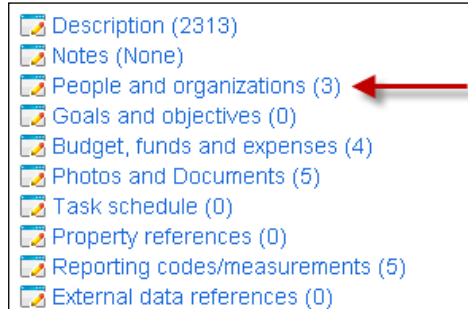 Description (2313)
Notes (None)
People and organizations (3)
Goals and objectives (0)
Budget, funds and expenses (4)
Photos and Documents (5)
Task schedule (0)
Property references (0)
Reporting codes/measurements (5)
External data references (0)